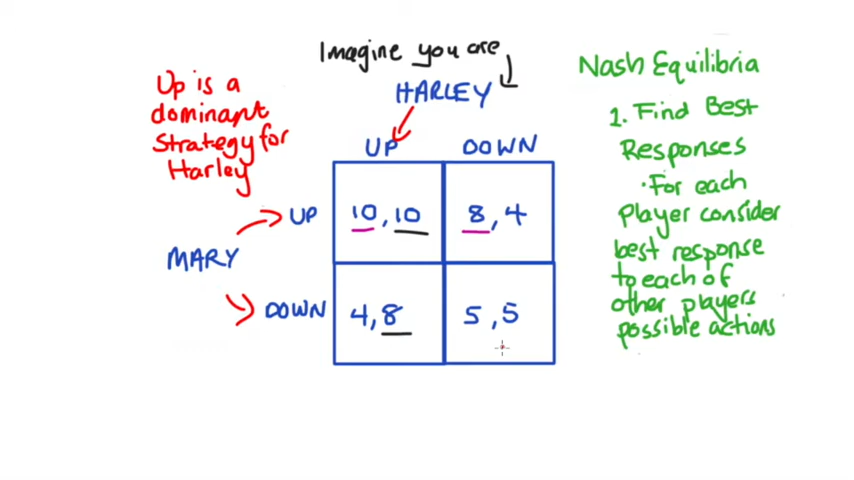 Imagine you are
HARLEY
UP DOWN
Up is a
dominant
strategy for
Harley
MARY
UP 10, 10 8, 4
DOWN 4, 8 5, 5
Nash Equilibria
1. Find Best
Responses
• For each
Player consider
best response
to each of
other players
possible actions